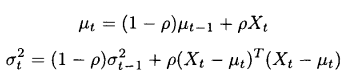 μ_t = (1 − ρ)μ_{t−1} + ρX_t
σ_t^2 = (1 − ρ)σ_{t−1}^2 + ρ(X_t − μ_t)^T(X_t − μ_t)